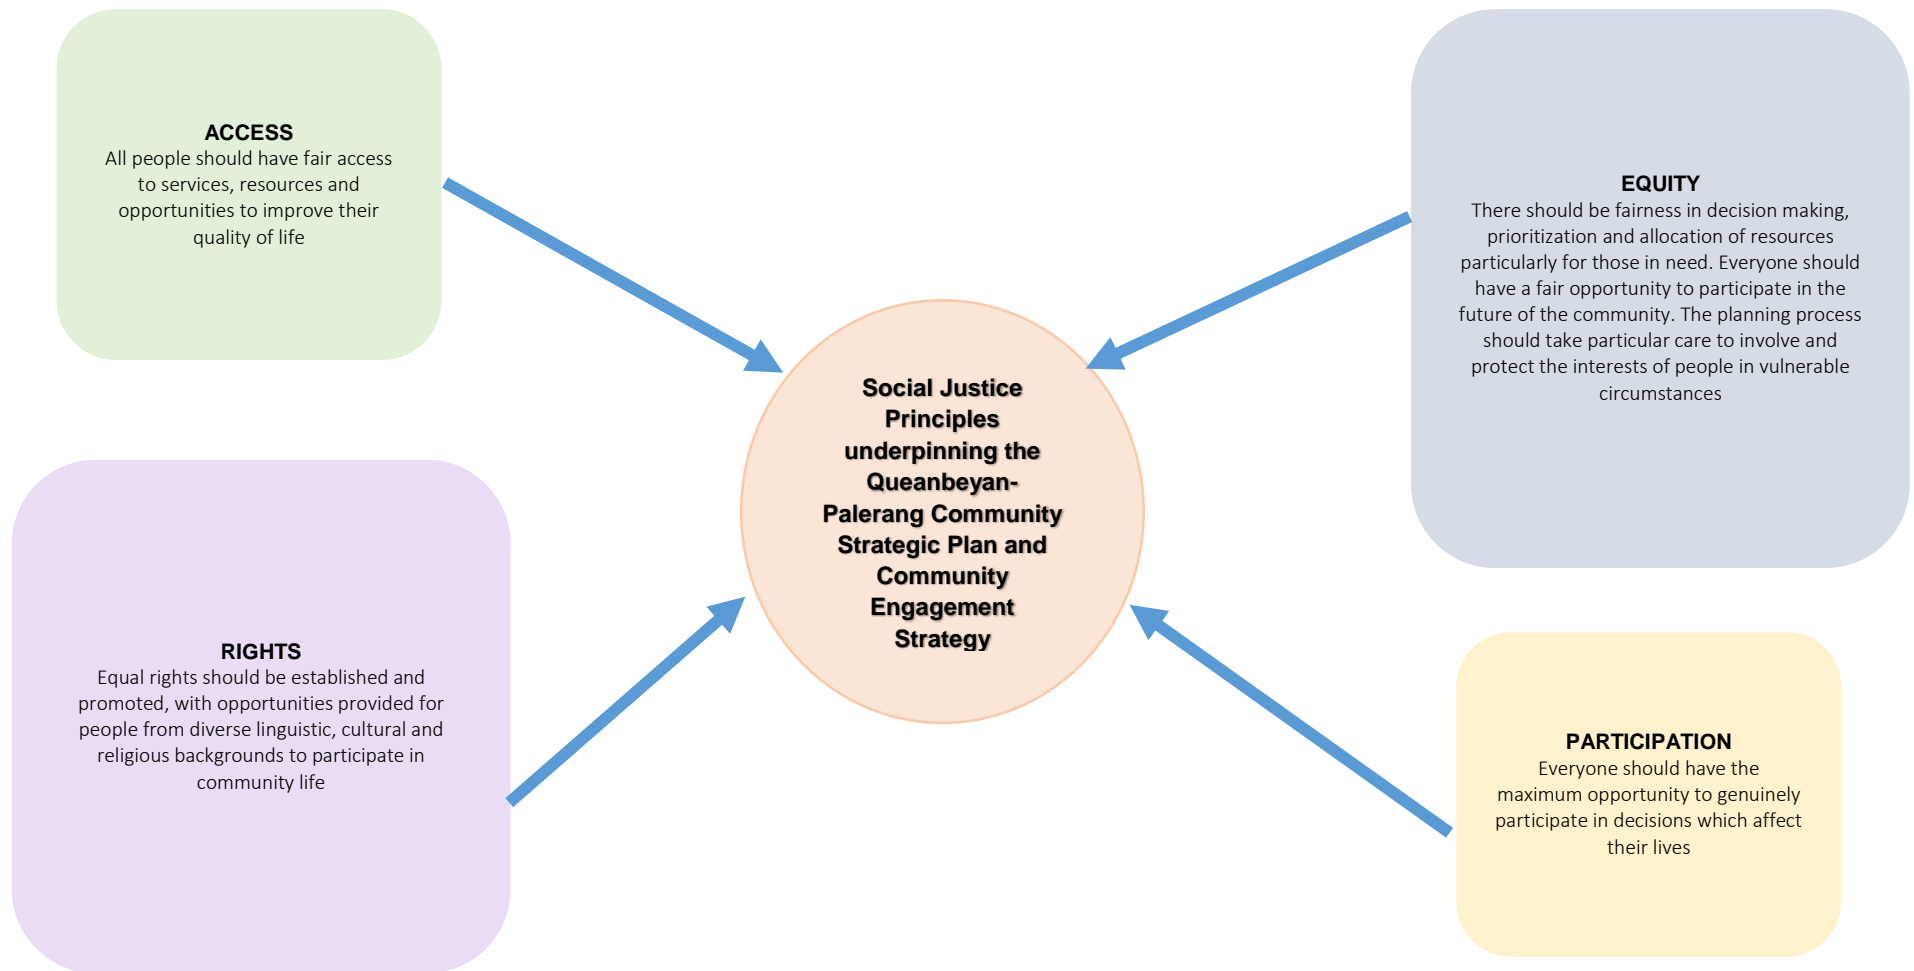 ACCESS
All people should have fair access
to services, resources and
opportunities to improve their
quality of life
EQUITY
There should be fairness in decision making,
prioritization and allocation of resources
particularly for those in need. Everyone should
have a fair opportunity to participate in the
future of the community. The planning process
should take particular care to involve and
protect the interests of people in vulnerable
circumstances
Social Justice
Principles
underpinning the
Queanbeyan-
Palerang Community
Strategic Plan and
Community
Engagement
Strategy
RIGHTS
Equal rights should be established and
promoted, with opportunities provided for
people from diverse linguistic, cultural and
religious backgrounds to participate in
community life
PARTICIPATION
Everyone should have the
maximum opportunity to genuinely
participate in decisions which affect
their lives